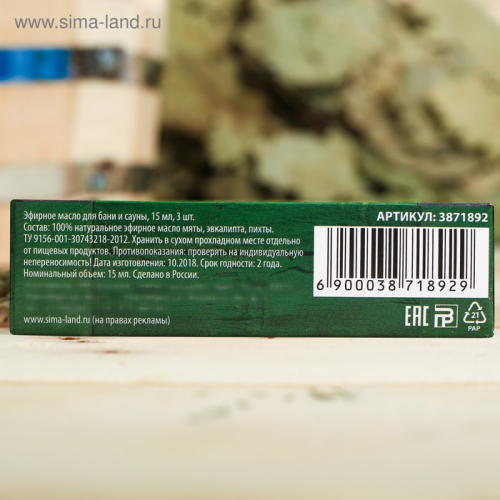 www.sima-land.ru
Эфирное масло для бани и сауны, 15 мл, 3 шт.
Состав: 100% натуральное эфирное масло мяты, эвкалипта, пихты.
ТУ 9156-001-30743218-2012. Хранить в сухом прохладном месте отдельно
от пищевых продуктов. Противопоказания: проверять на индивидуальную
непереносимость! Дата изготовления: 10.2018. Срок годности: 2 года.
Номинальный объем: 15 мл. Сделано в России.
www.sima-land.ru (на правах рекламы)
АРТИКУЛ: 3871892
6 900038 718929
EAC
21
PAP